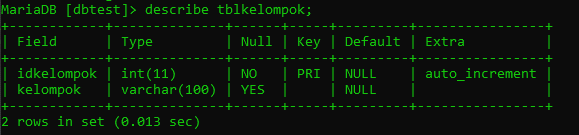 MariaDB [dbtest]> describe tblkelompok;
+------------+--------------+------+-----+---------+----------------+
| Field      | Type         | Null | Key | Default | Extra          |
+------------+--------------+------+-----+---------+----------------+
| idkelompok | int(11)      | NO   | PRI | NULL    | auto_increment |
| kelompok   | varchar(100) | YES  |     | NULL    |                |
+------------+--------------+------+-----+---------+----------------+
2 rows in set (0.013 sec)